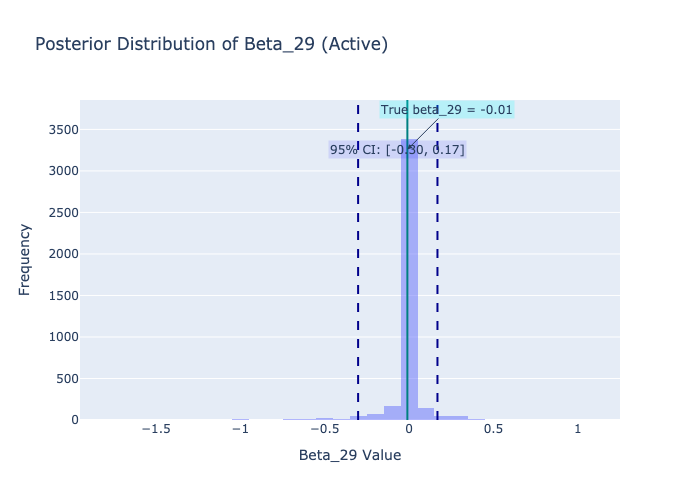 Posterior Distribution of Beta_29 (Active)
True beta_29 = -0.01
95% CI: [-0.30, 0.17]
3500
3000
2500
2000
1500
1000
500
0
Frequency
−1.5
−1
−0.5
0
0.5
1
Beta_29 Value